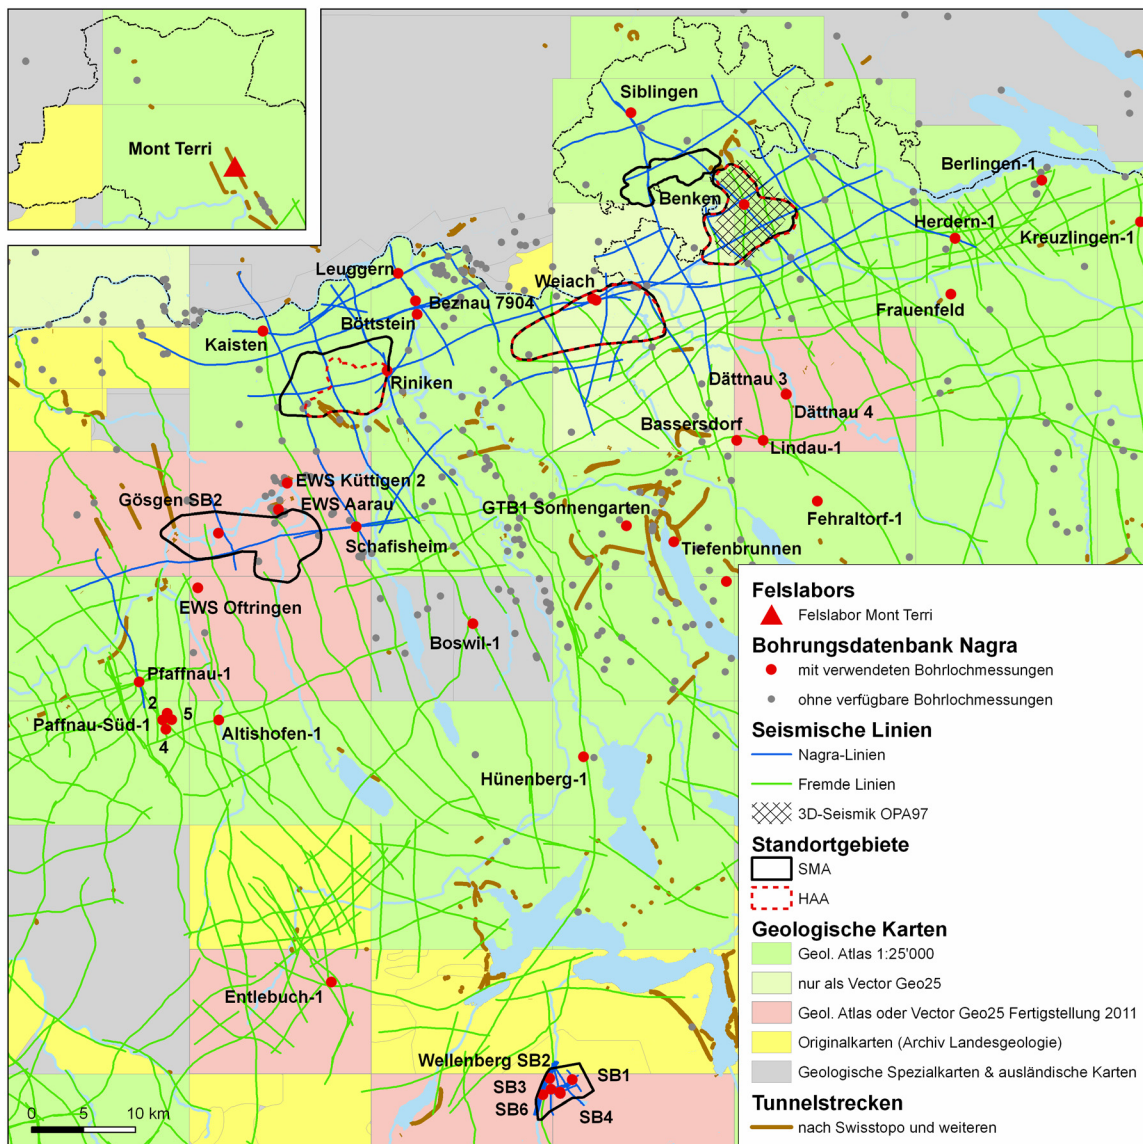 Mont Terri
Siblingen
Berlingen-1
Benken
Herdern-1
Kreuzlingen-1
Leuggern
Weiach
Beznau 7904
Frauenfeld
Böttstein
Kaisten
Riniken
Dättnau 3
Dättnau 4
Bassersdorf
Lindau-1
EWS Küttigen 2
Gösgen SB2
EWS Aarau
GTB1 Sonnengarten
Fehraltorf-1
Schafisheim
Tiefenbrunnen
EWS Oftringen
Boswil-1
Pfaffnau-1
2
5
Paffnau-Süd-1
Altishofen-1
4
Hünenberg-1
Entlebuch-1
Wellenberg SB2
SB1
SB3
SB6
SB4
0 5 10 km
Felslabors
Felslabor Mont Terri
Bohrungsdatenbank Nagra
mit verwendeten Bohrlochmessungen
ohne verfügbare Bohrlochmessungen
Seismische Linien
Nagra-Linien
Fremde Linien
3D-Seismik OPA97
Standortgebiete
SMA
HAA
Geologische Karten
Geol. Atlas 1:25'000
nur als Vector Geo25
Geol. Atlas oder Vector Geo25 Fertigstellung 2011
Originalkarten (Archiv Landesgeologie)
Geologische Spezialkarten & ausländische Karten
Tunnelstrecken
nach Swisstopo und weiteren